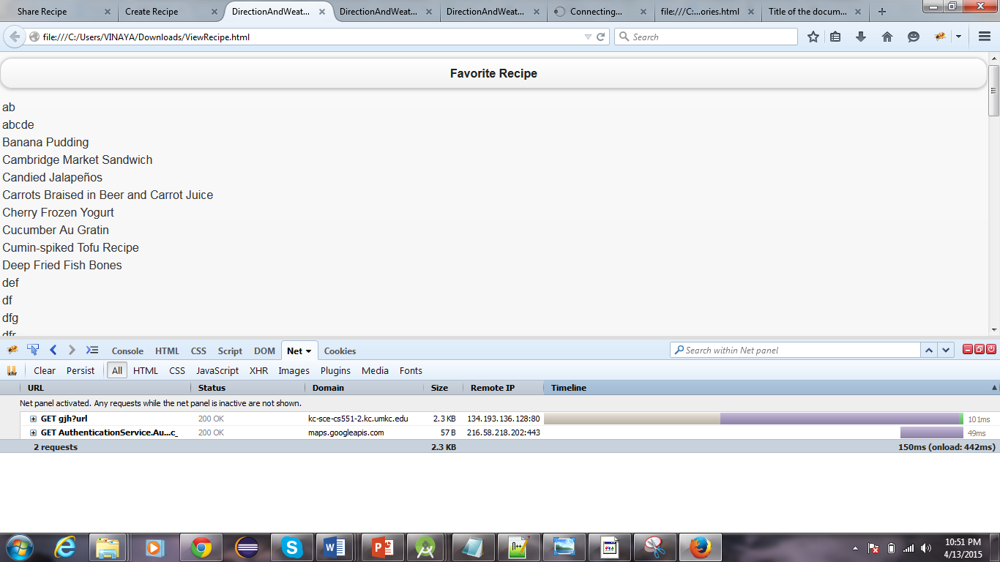 Share Recipe
Create Recipe
DirectionAndWeat...
DirectionAndWeat...
DirectionAndWeat...
Connecting...
file:///C:...ories.html
Title of the docum...
file:///C:/Users/VINAYA/Downloads/ViewRecipe.html
Search
Favorite Recipe
ab
abcde
Banana Pudding
Cambridge Market Sandwich
Candied Jalapeños
Carrots Braised in Beer and Carrot Juice
Cherry Frozen Yogurt
Cucumber Au Gratin
Cumin-spiked Tofu Recipe
Deep Fried Fish Bones
def
df
dfg
dfr
Console HTML CSS Script DOM Net Cookies
Search within Net panel
Clear Persist All HTML CSS JavaScript XHR Images Plugins Media Fonts
URL Status Domain Size Remote IP Timeline
Net panel activated. Any requests while the net panel is inactive are not shown.
GET gjh?url 200 OK kc-sce-cs551-2.kc.umkc.edu 2.3 KB 134.193.136.128:80 101ms
GET AuthenticationService.Au...c_ 200 OK maps.googleapis.com 57 B 216.58.218.202:443 49ms
2 requests 2.3 KB 150ms (onload: 442ms)
10:51 PM
4/13/2015